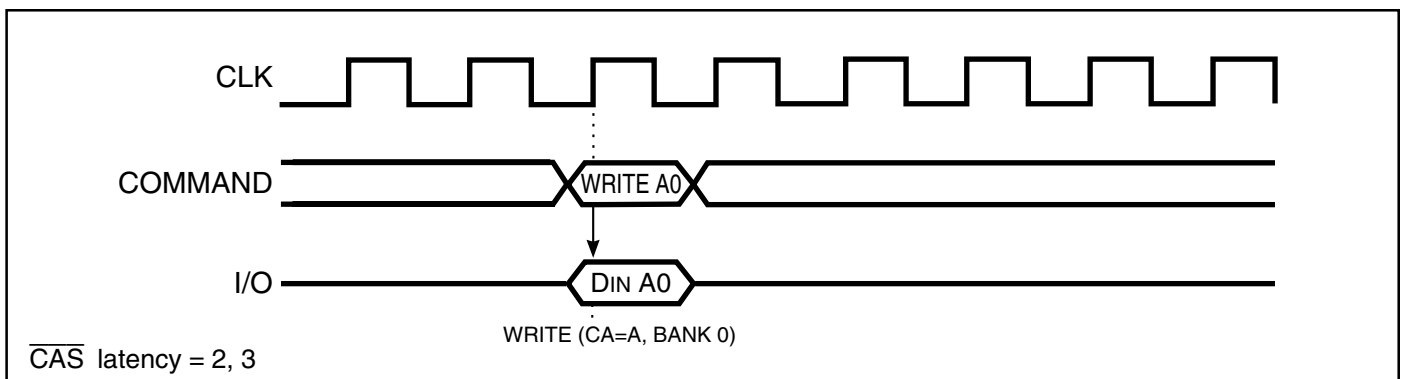 CLK
COMMAND
WRITE A0
I/O
DIN A0
WRITE (CA=A, BANK 0)
CAS latency = 2, 3